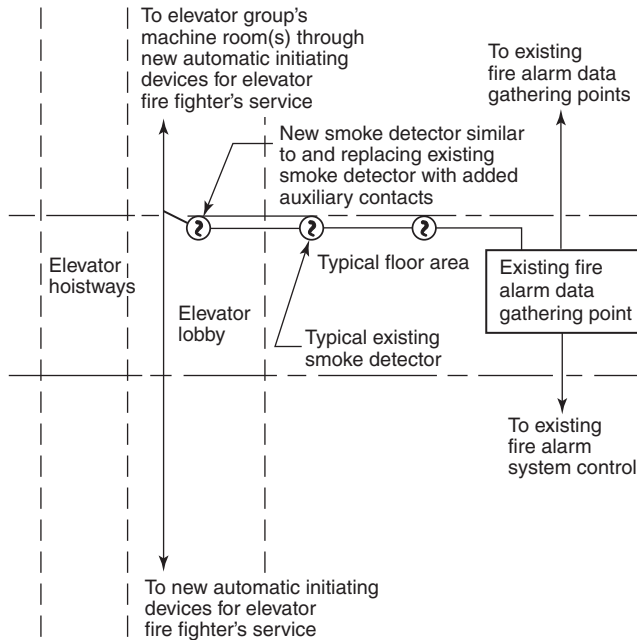 To elevator group's
machine room(s) through
new automatic initiating
devices for elevator
fire fighter's service
To existing
fire alarm data
gathering points
New smoke detector similar
to and replacing existing
smoke detector with added
auxiliary contacts
Elevator
hoistways
Elevator
lobby
Typical floor area
Typical existing
smoke detector
Existing fire
alarm data
gathering point
To existing
fire alarm
system control
To new automatic initiating
devices for elevator
fire fighter's service